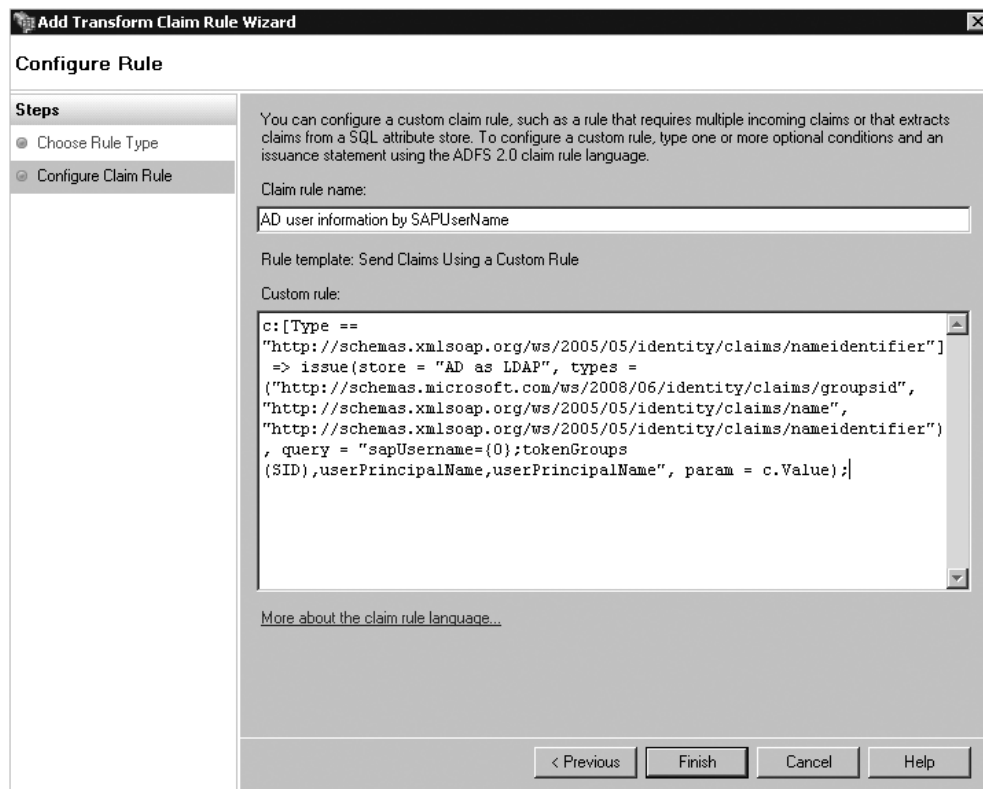 Add Transform Claim Rule Wizard
Configure Rule
Steps
Choose Rule Type
Configure Claim Rule
You can configure a custom claim rule, such as a rule that requires multiple incoming claims or that extracts
claims from a SQL attribute store. To configure a custom rule, type one or more optional conditions and an
issuance statement using the ADFS 2.0 claim rule language.
Claim rule name:
AD user information by SAPUserName
Rule template: Send Claims Using a Custom Rule
Custom rule:
c:[Type ==
"http://schemas.xmlsoap.org/ws/2005/05/identity/claims/nameidentifier"]
=> issue(store = "AD as LDAP", types =
("http://schemas.microsoft.com/ws/2008/06/identity/claims/groupsid",
"http://schemas.xmlsoap.org/ws/2005/05/identity/claims/name",
"http://schemas.xmlsoap.org/ws/2005/05/identity/claims/nameidentifier")
, query = "sapUsername={0};tokenGroups
(SID),userPrincipalName,userPrincipalName", param = c.Value);
More about the claim rule language...
< Previous
Finish
Cancel
Help